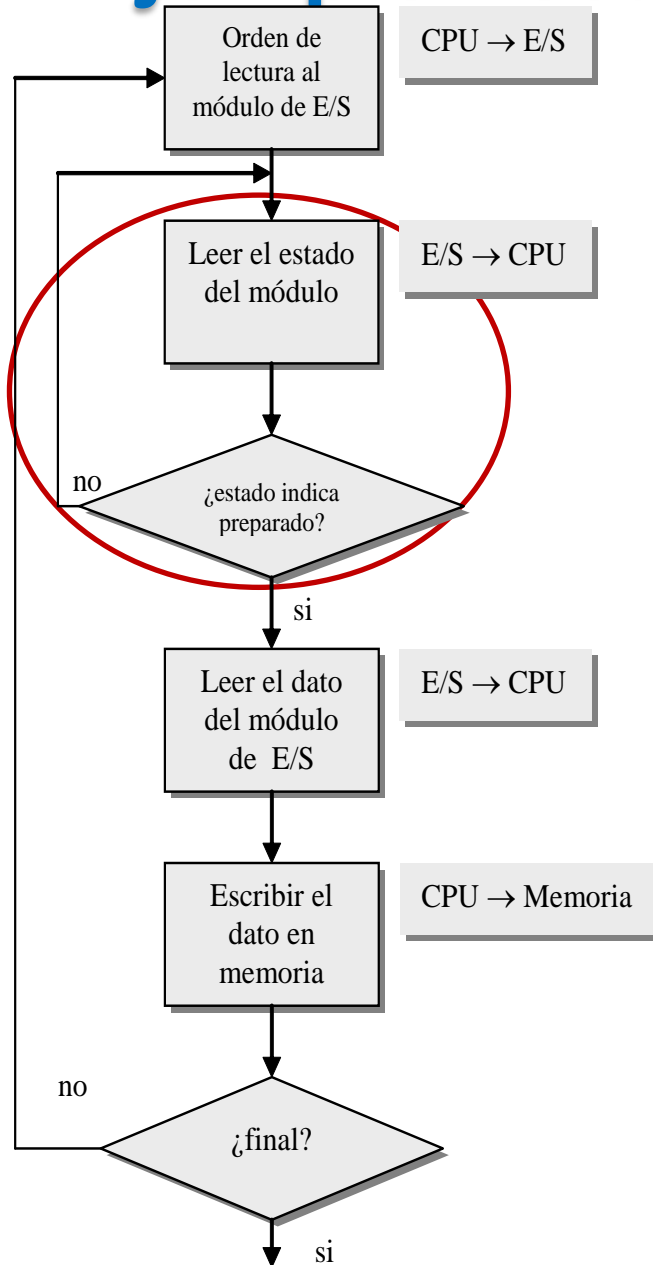 Orden de
lectura al
módulo de E/S
CPU → E/S
Leer el estado
del módulo
E/S → CPU
no
¿estado indica
preparado?
si
Leer el dato
del módulo
de E/S
E/S → CPU
Escribir el
dato en
memoria
CPU → Memoria
no
¿final?
si